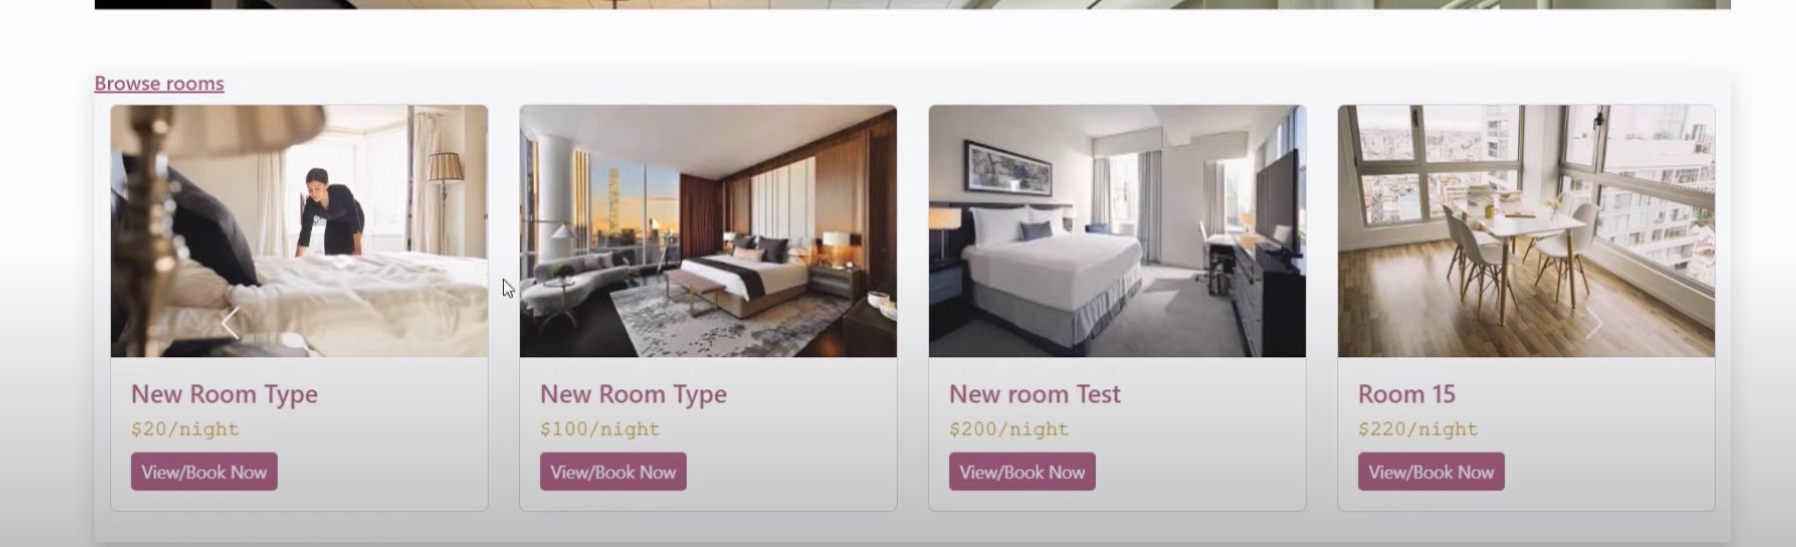 Browse rooms
New Room Type
$20/night
View/Book Now
New Room Type
$100/night
View/Book Now
New room Test
$200/night
View/Book Now
Room 15
$220/night
View/Book Now